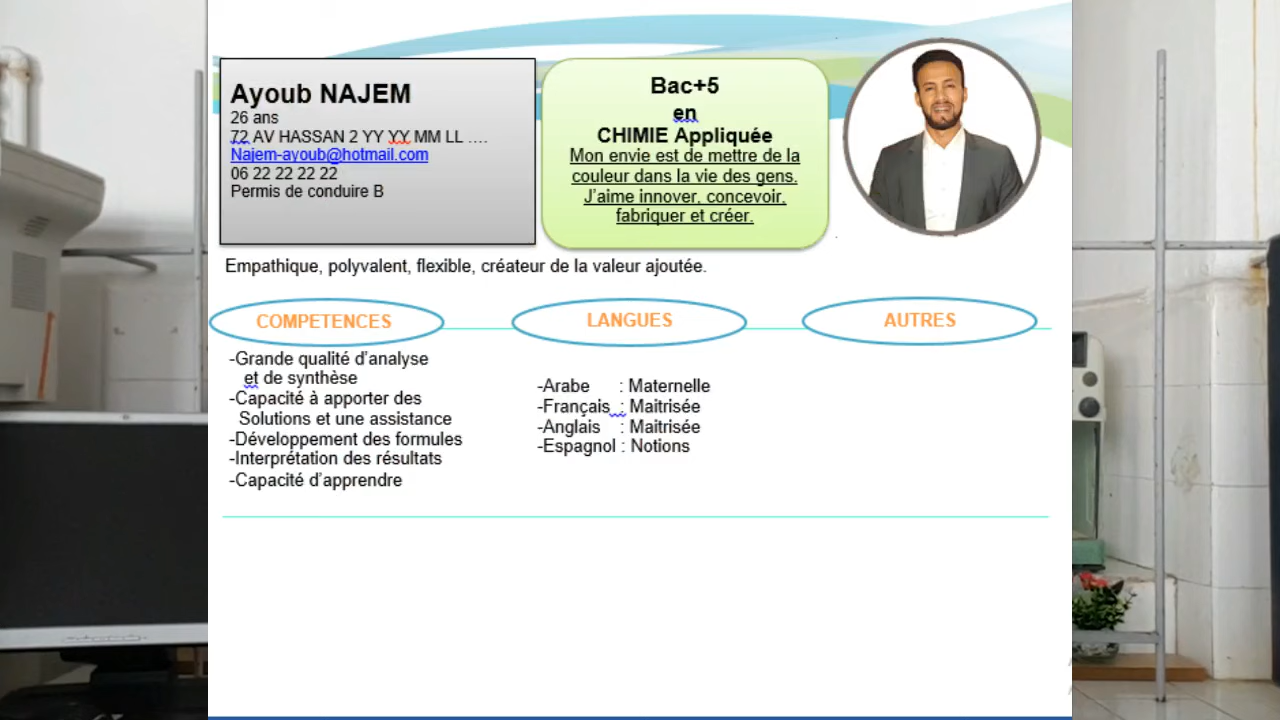 Ayoub NAJEM
26 ans
72 AV HASSAN 2 YY YY MM LL ....
Najem-ayoub@hotmail.com
06 22 22 22 22
Permis de conduire B
Bac+5
en
CHIMIE Appliquée
Mon envie est de mettre de la
couleur dans la vie des gens.
J’aime innover, concevoir,
fabriquer et créer.
Empathique, polyvalent, flexible, créateur de la valeur ajoutée.
COMPETENCES
-Grande qualité d’analyse
et de synthèse
-Capacité à apporter des
Solutions et une assistance
-Développement des formules
-Interprétation des résultats
-Capacité d’apprendre
LANGUES
-Arabe : Maternelle
-Français : Maitrisée
-Anglais : Maitrisée
-Espagnol : Notions
AUTRES